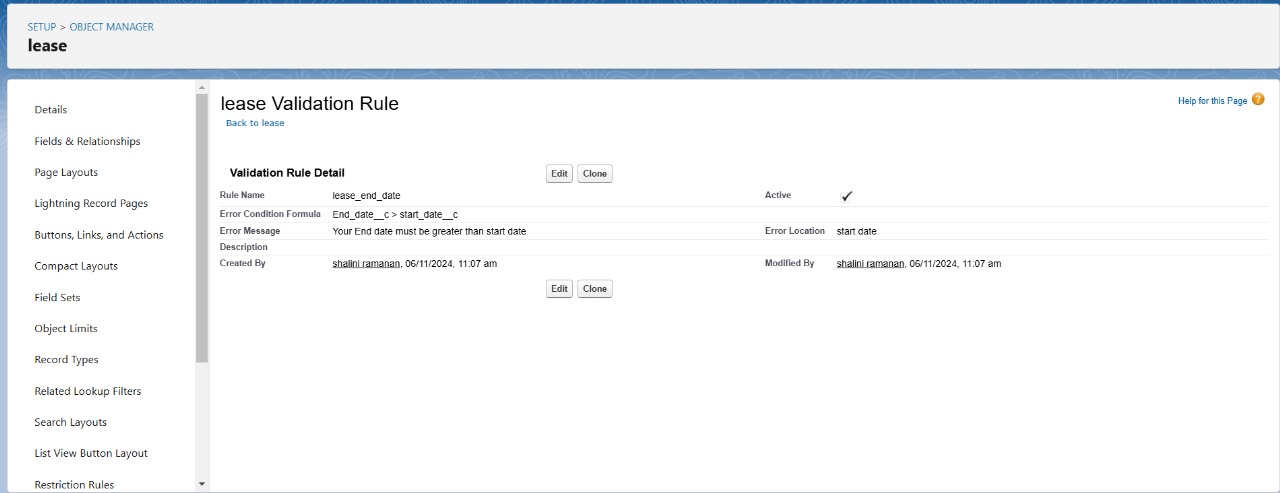 SETUP > OBJECT MANAGER
lease
Details
Fields & Relationships
Page Layouts
Lightning Record Pages
Buttons, Links, and Actions
Compact Layouts
Field Sets
Object Limits
Record Types
Related Lookup Filters
Search Layouts
List View Button Layout
Restriction Rules
lease Validation Rule
Back to lease
Help for this Page ?
Validation Rule Detail Edit Clone
Rule Name lease_end_date Active ✓
Error Condition Formula End_date__c > start_date__c
Error Message Your End date must be greater than start date Error Location start date
Description
Created By shalini ramanan, 06/11/2024, 11:07 am Modified By shalini ramanan, 06/11/2024, 11:07 am
Edit Clone